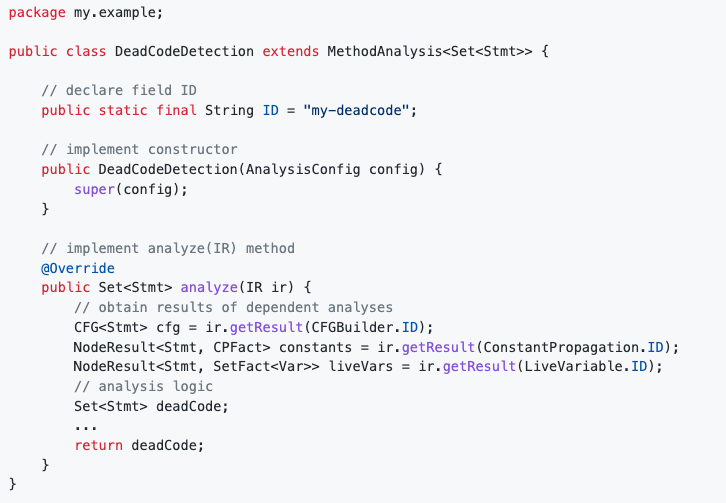 package my.example;
public class DeadCodeDetection extends MethodAnalysis<Set<Stmt>> {
    // declare field ID
    public static final String ID = "my-deadcode";
    // implement constructor
    public DeadCodeDetection(AnalysisConfig config) {
        super(config);
    }
    // implement analyze(IR) method
    @Override
    public Set<Stmt> analyze(IR ir) {
        // obtain results of dependent analyses
        CFG<Stmt> cfg = ir.getResult(CFGBuilder.ID);
        NodeResult<Stmt, CPFact> constants = ir.getResult(ConstantPropagation.ID);
        NodeResult<Stmt, SetFact<Var>> liveVars = ir.getResult(LiveVariable.ID);
        // analysis logic
        Set<Stmt> deadCode;
        ...
        return deadCode;
    }
}